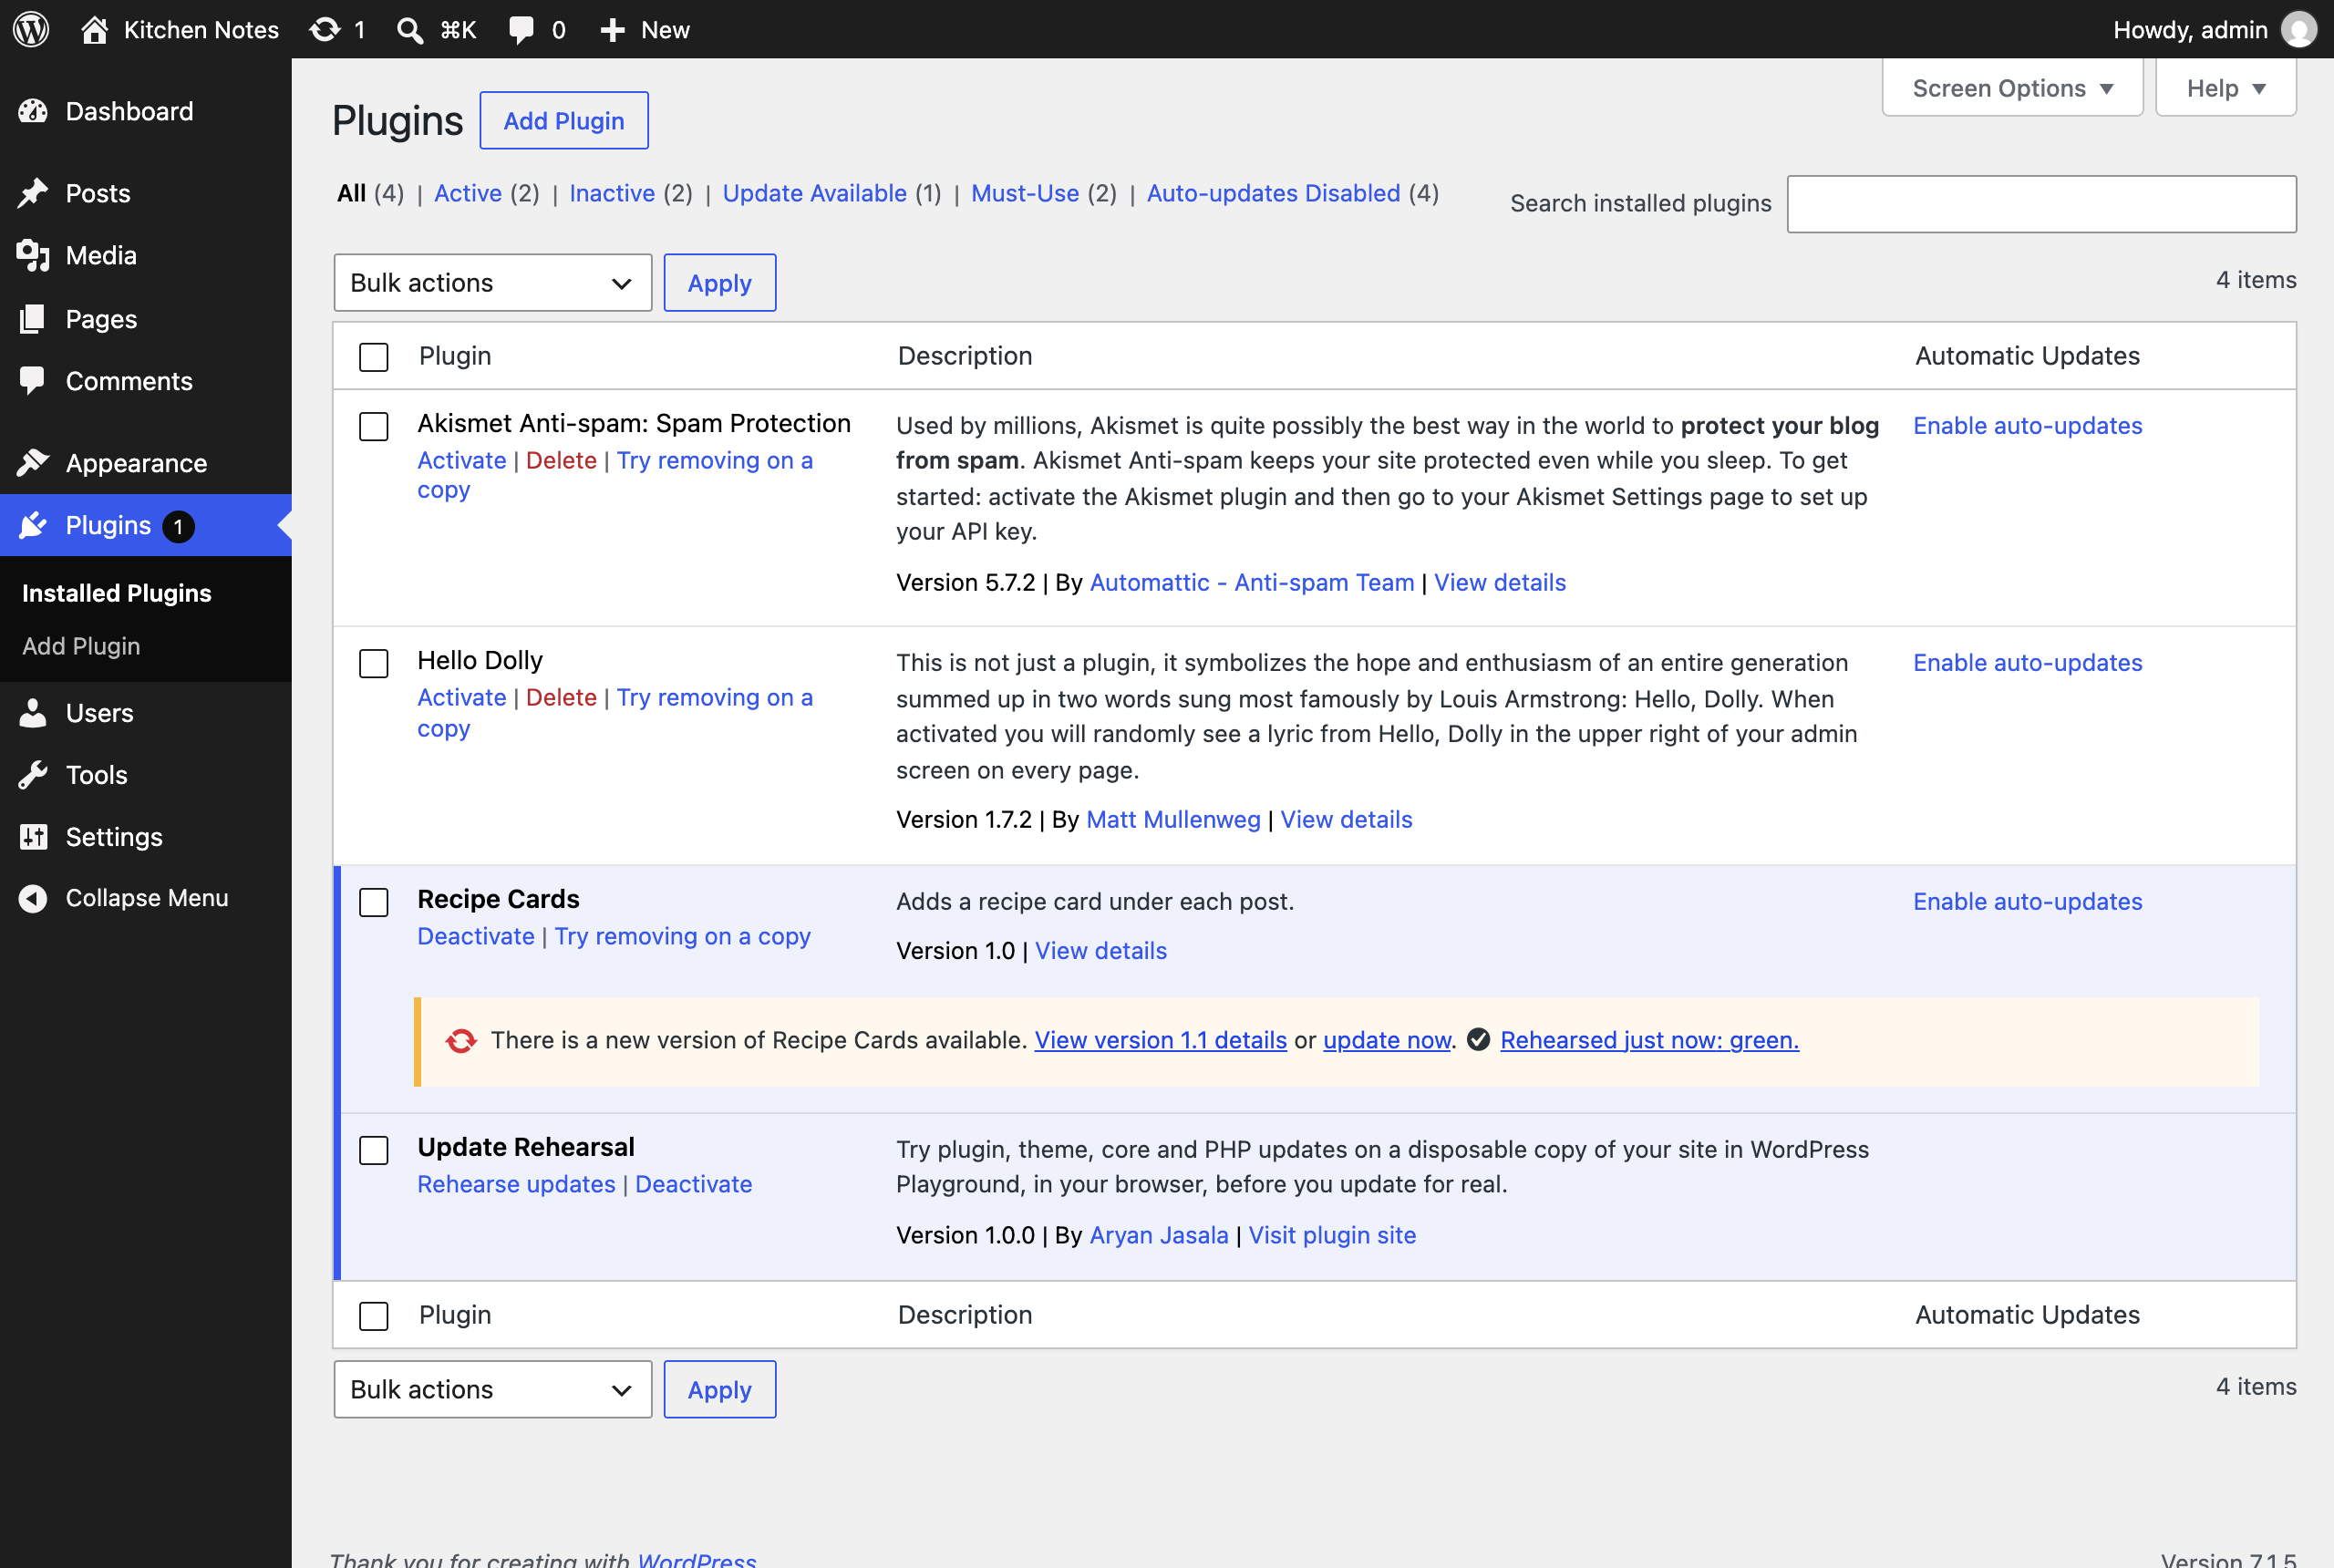 Kitchen Notes 1 ⌘K 0 New Howdy, admin
Dashboard
Posts
Media
Pages
Comments
Appearance
Plugins 1
Installed Plugins
Add Plugin
Users
Tools
Settings
Collapse Menu
Screen Options Help
Plugins Add Plugin
All (4) | Active (2) | Inactive (2) | Update Available (1) | Must-Use (2) | Auto-updates Disabled (4)
Search installed plugins
Bulk actions Apply
4 items
Plugin Description Automatic Updates
Akismet Anti-spam: Spam Protection
Activate | Delete | Try removing on a
copy
Used by millions, Akismet is quite possibly the best way in the world to protect your blog
from spam. Akismet Anti-spam keeps your site protected even while you sleep. To get
started: activate the Akismet plugin and then go to your Akismet Settings page to set up
your API key.
Version 5.7.2 | By Automattic - Anti-spam Team | View details
Enable auto-updates
Hello Dolly
Activate | Delete | Try removing on a
copy
This is not just a plugin, it symbolizes the hope and enthusiasm of an entire generation
summed up in two words sung most famously by Louis Armstrong: Hello, Dolly. When
activated you will randomly see a lyric from Hello, Dolly in the upper right of your admin
screen on every page.
Version 1.7.2 | By Matt Mullenweg | View details
Enable auto-updates
Recipe Cards
Deactivate | Try removing on a copy
Adds a recipe card under each post.
Version 1.0 | View details
Enable auto-updates
There is a new version of Recipe Cards available. View version 1.1 details or update now. Rehearsed just now: green.
Update Rehearsal
Rehearse updates | Deactivate
Try plugin, theme, core and PHP updates on a disposable copy of your site in WordPress
Playground, in your browser, before you update for real.
Version 1.0.0 | By Aryan Jasala | Visit plugin site
Plugin Description Automatic Updates
Bulk actions Apply
4 items
Thank you for creating with WordPress
Version 7.1.5